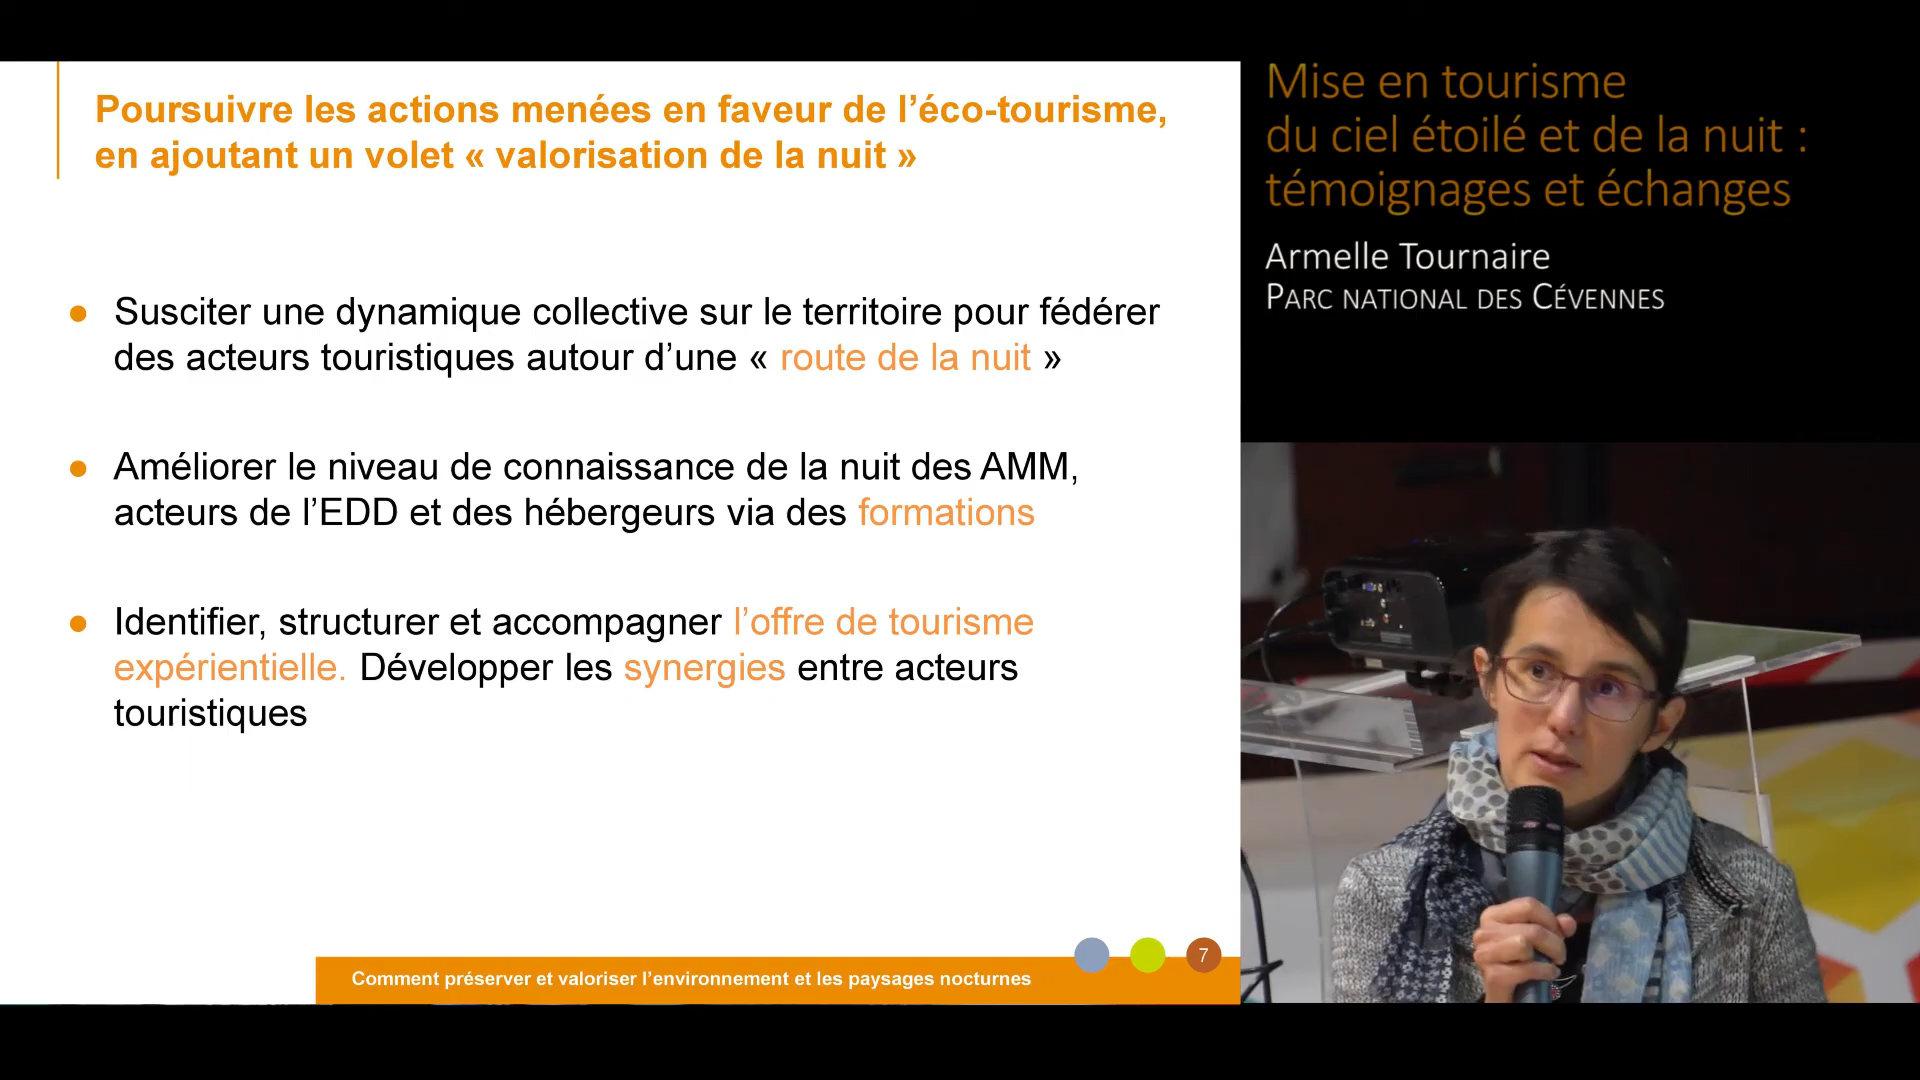 Poursuivre les actions menées en faveur de l’éco-tourisme,
en ajoutant un volet « valorisation de la nuit »
● Susciter une dynamique collective sur le territoire pour fédérer
des acteurs touristiques autour d’une « route de la nuit »
● Améliorer le niveau de connaissance de la nuit des AMM,
acteurs de l’EDD et des hébergeurs via des formations
● Identifier, structurer et accompagner l’offre de tourisme
expérientielle. Développer les synergies entre acteurs
touristiques
7
Comment préserver et valoriser l’environnement et les paysages nocturnes
Mise en tourisme
du ciel étoilé et de la nuit :
témoignages et échanges
Armelle Tournaire
PARC NATIONAL DES CÉVENNES